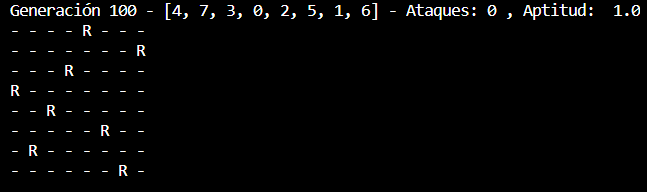 Generación 100 - [4, 7, 3, 0, 2, 5, 1, 6] - Ataques: 0 , Aptitud:  1.0
- - - - R - - -
- - - - - - - R
- - - R - - - -
R - - - - - - -
- - R - - - - -
- - - - - R - -
- R - - - - - -
- - - - - - R -